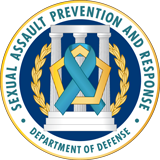 SEXUAL ASSAULT PREVENTION AND RESPONSE
DEPARTMENT OF DEFENSE